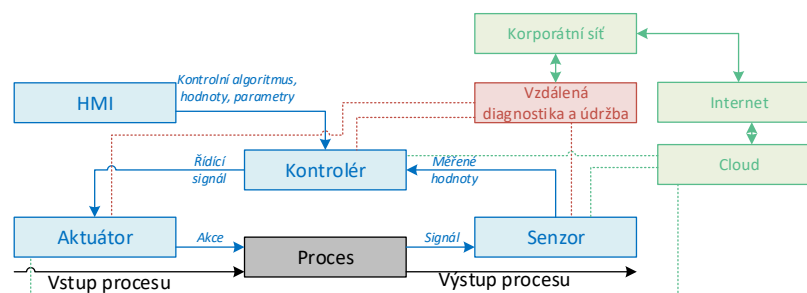 Korporátní síť
HMI
Kontrolní algoritmus,
hodnoty, parametry
Vzdálená
diagnostika a údržba
Internet
Řídící
signál
Kontrolér
Měřené
hodnoty
Cloud
Aktuátor
Akce
Proces
Signál
Senzor
Vstup procesu
Výstup procesu